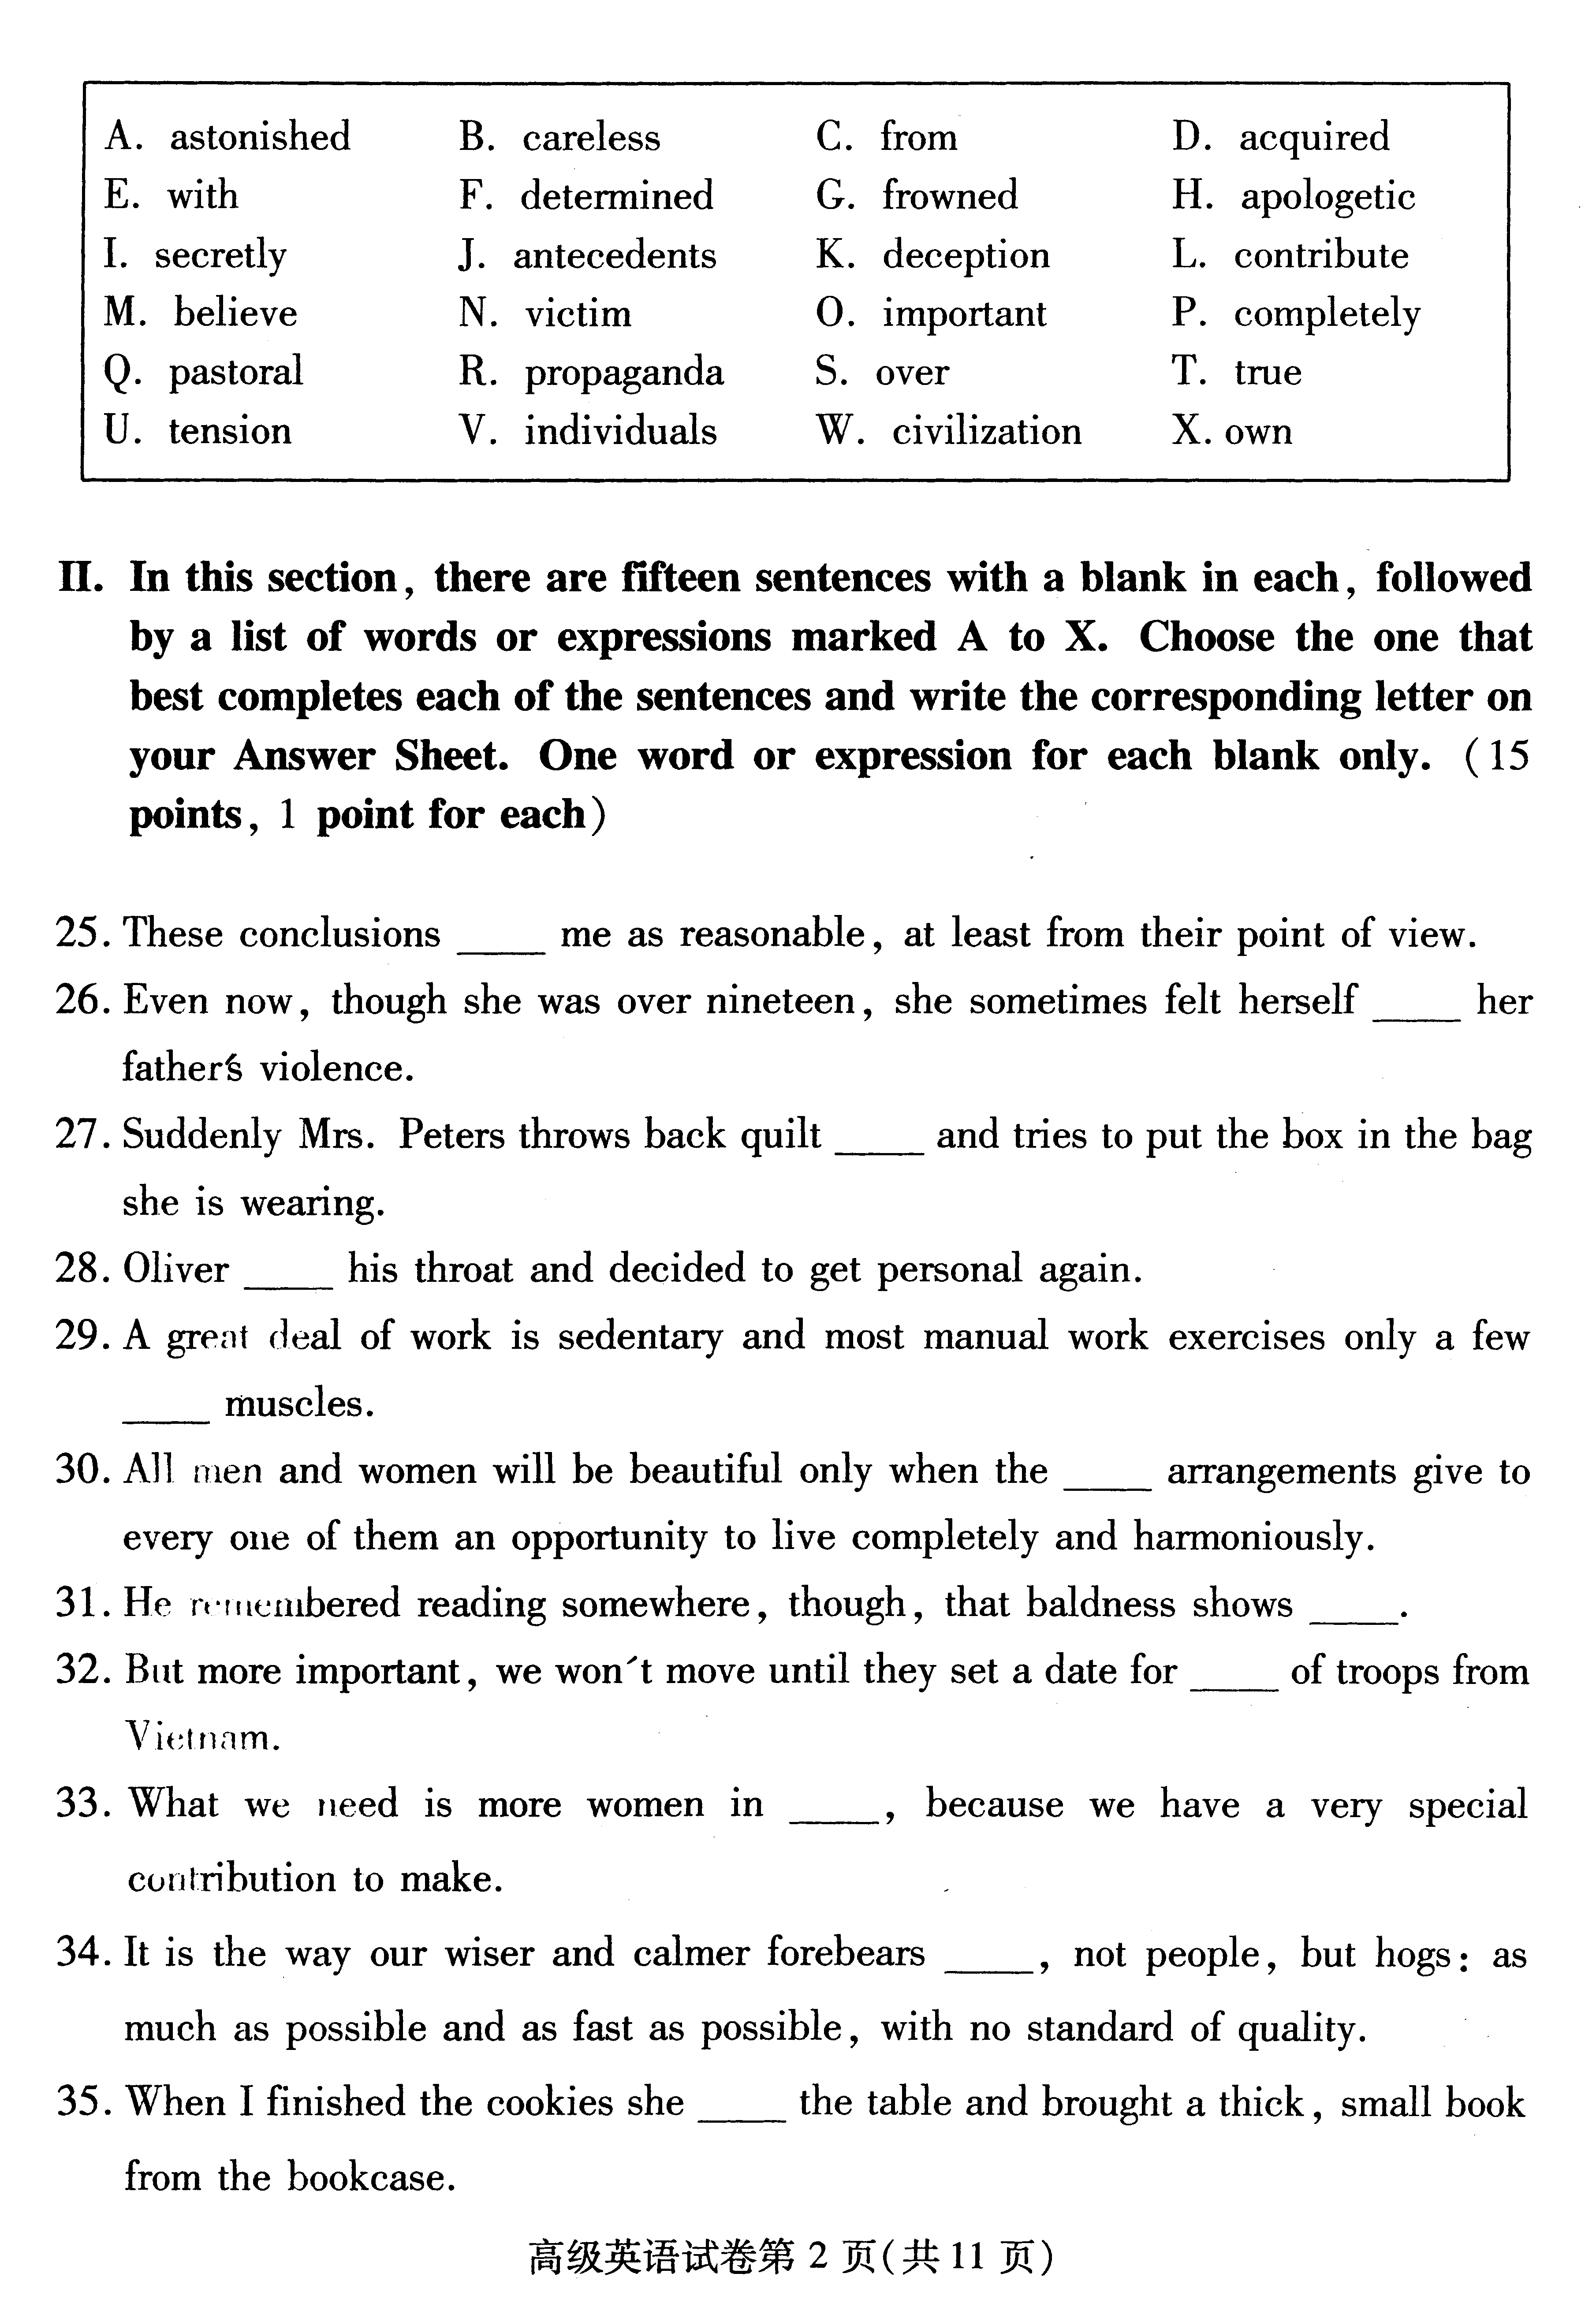 A. astonished B. careless C. from D. acquired
E. with F. determined G. frowned H. apologetic
I. secretly J. antecedents K. deception L. contribute
M. believe N. victim O. important P. completely
Q. pastoral R. propaganda S. over T. true
U. tension V. individuals W. civilization X. own
II. In this section, there are fifteen sentences with a blank in each, followed
by a list of words or expressions marked A to X. Choose the one that
best completes each of the sentences and write the corresponding letter on
your Answer Sheet. One word or expression for each blank only. (15
points, 1 point for each)
25. These conclusions ____ me as reasonable, at least from their point of view.
26. Even now, though she was over nineteen, she sometimes felt herself ____ her
father's violence.
27. Suddenly Mrs. Peters throws back quilt ____ and tries to put the box in the bag
she is wearing.
28. Oliver ____ his throat and decided to get personal again.
29. A great deal of work is sedentary and most manual work exercises only a few
____ muscles.
30. All men and women will be beautiful only when the ____ arrangements give to
every one of them an opportunity to live completely and harmoniously.
31. He remembered reading somewhere, though, that baldness shows ____.
32. But more important, we won't move until they set a date for ____ of troops from
Vietnam.
33. What we need is more women in ____, because we have a very special
contribution to make.
34. It is the way our wiser and calmer forebears ____, not people, but hogs: as
much as possible and as fast as possible, with no standard of quality.
35. When I finished the cookies she ____ the table and brought a thick, small book
from the bookcase.
高级英语试卷第 2 页(共 11 页)